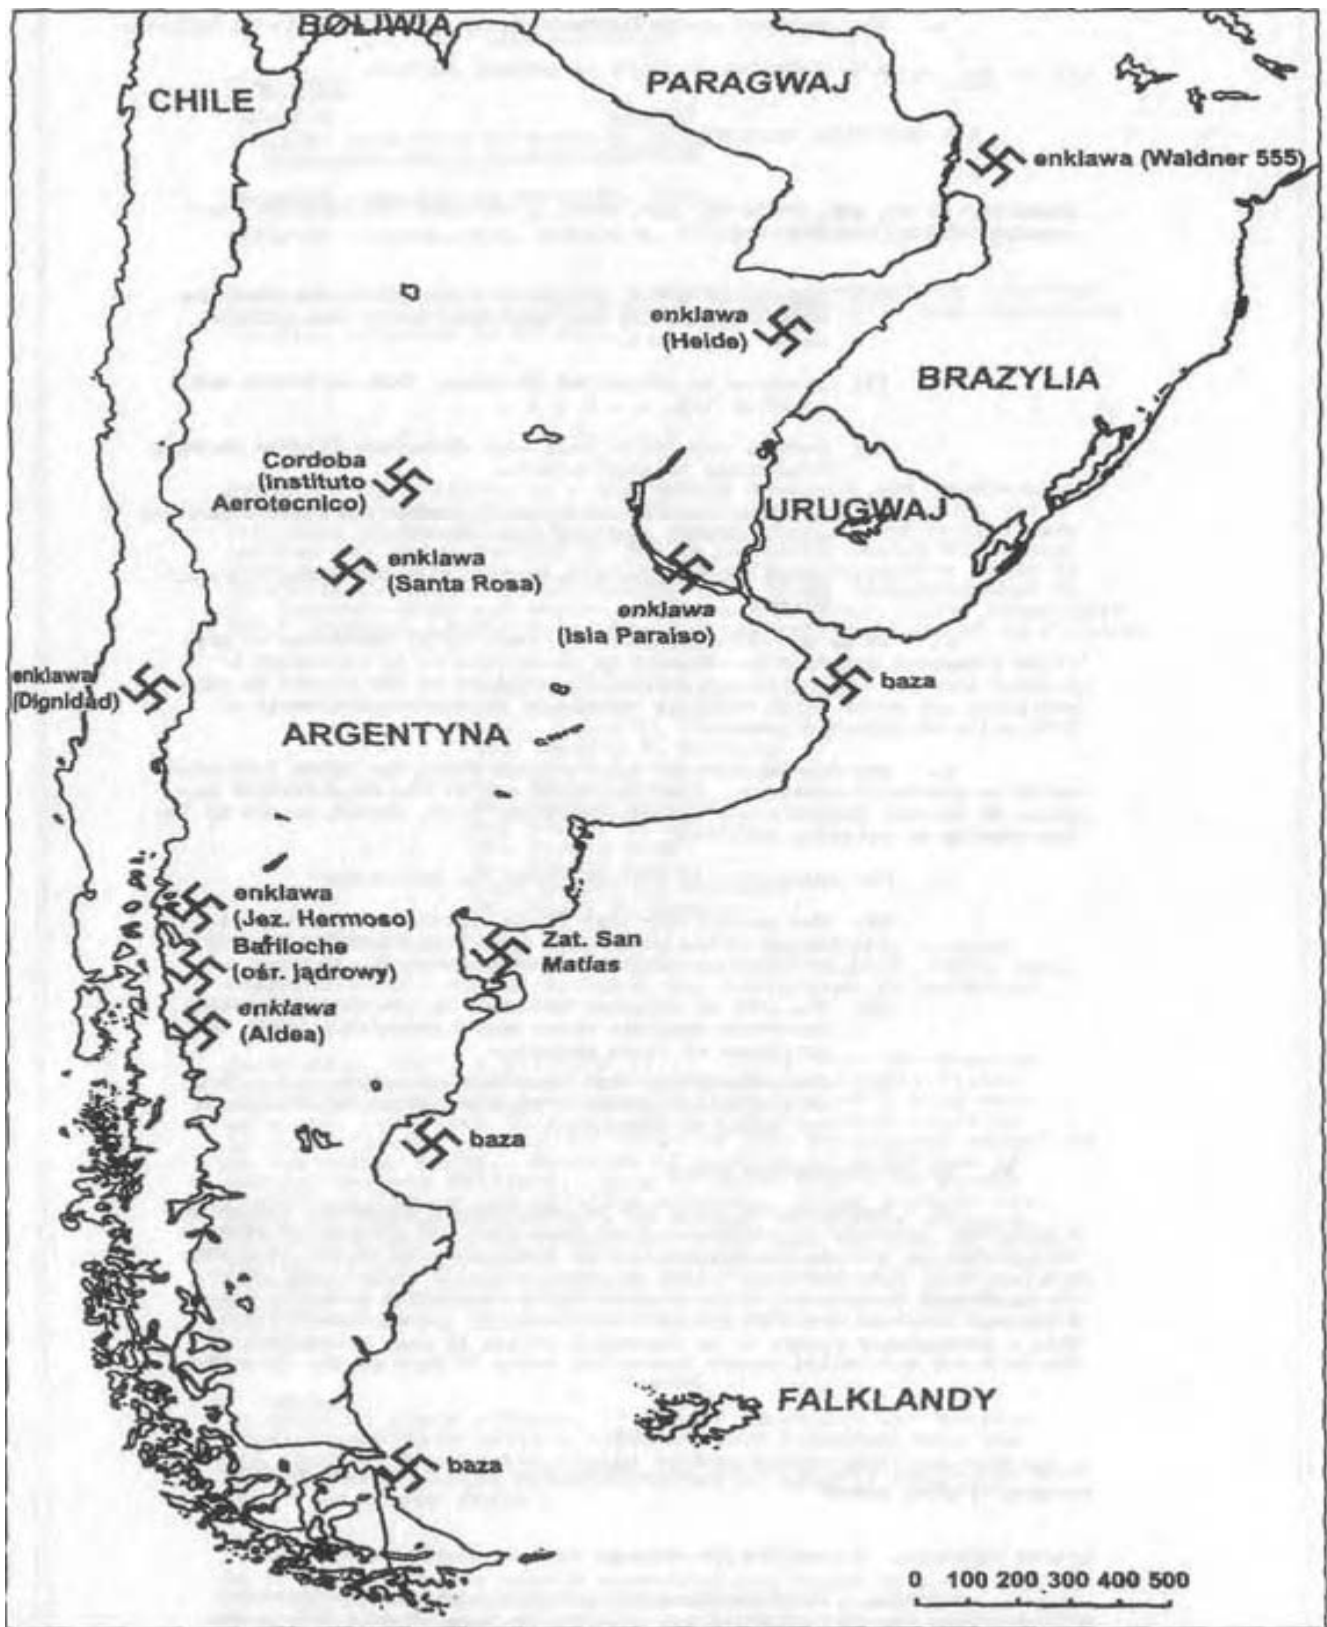 BOLIWIA
CHILE
PARAGWAJ
enklawa (Waldner 555)
enklawa
(Heide)
BRAZYLIA
Cordoba
(Instituto
Aerotecnico)
URUGWAJ
enklawa
(Santa Rosa)
enklawa
(Isla Paraiso)
enklawa
(Dignidad)
baza
ARGENTYNA
enklawa
(Jez. Hermoso)
Bariloche
(ośr. jądrowy)
enklawa
(Aldea)
Zat. San
Matias
baza
FALKLANDY
baza
0 100 200 300 400 500